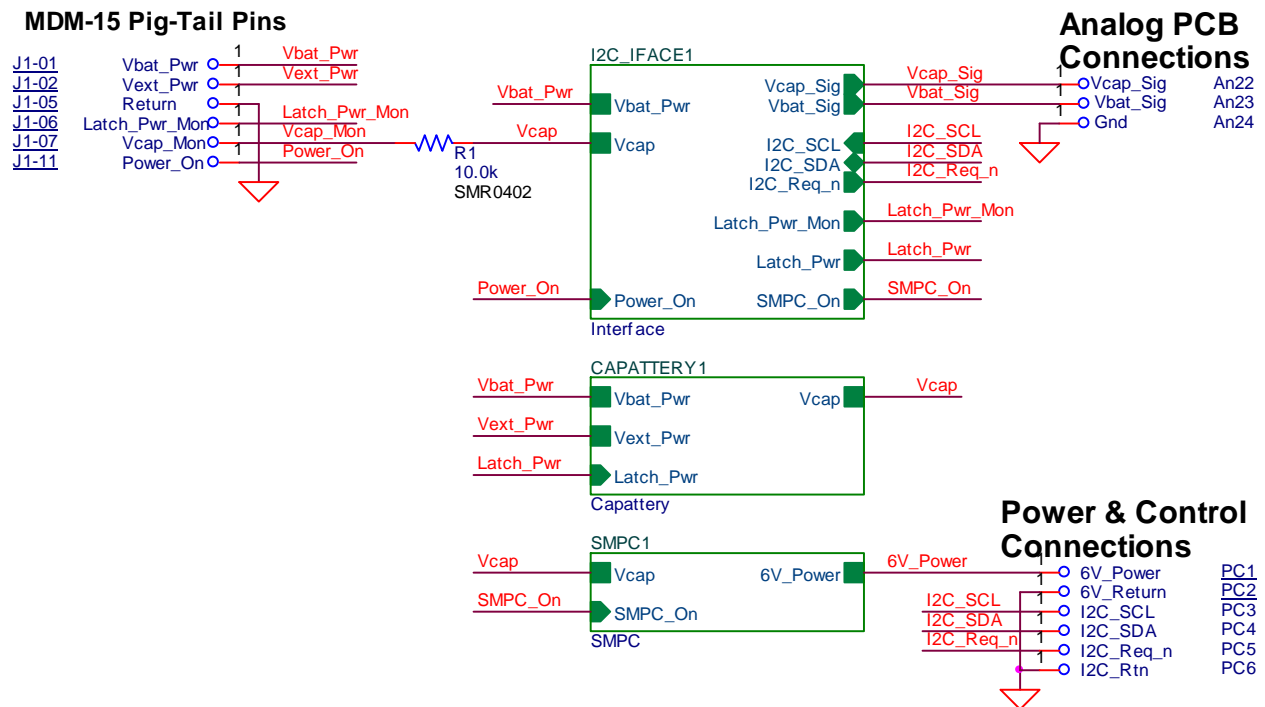 MDM-15 Pig-Tail Pins
J1-01 Vbat_Pwr 1 Vbat_Pwr
J1-02 Vext_Pwr 1 Vext_Pwr
J1-05 Return 1
J1-06 Latch_Pwr_Mon 1 Latch_Pwr_Mon
J1-07 Vcap_Mon 1 Vcap_Mon
J1-11 Power_On 1 Power_On
R1
10.0k
SMR0402
Vcap
Vbat_Pwr
Power_On
I2C_IFACE1
Vbat_Pwr
Vcap
Power_On
Vcap_Sig
Vbat_Sig
I2C_SCL
I2C_SDA
I2C_Req_n
Latch_Pwr_Mon
Latch_Pwr
SMPC_On
Interface
Vcap_Sig
Vbat_Sig
I2C_SCL
I2C_SDA
I2C_Req_n
Latch_Pwr_Mon
Latch_Pwr
SMPC_On
Analog PCB
Connections
1 Vcap_Sig An22
1 Vbat_Sig An23
1 Gnd An24
CAPATTERY1
Vbat_Pwr Vbat_Pwr Vcap Vcap
Vext_Pwr Vext_Pwr
Latch_Pwr Latch_Pwr
Capattery
SMPC1
Vcap Vcap 6V_Power 6V_Power
SMPC_On SMPC_On
SMPC
Power & Control
Connections
1 6V_Power PC1
1 6V_Return PC2
I2C_SCL 1 I2C_SCL PC3
I2C_SDA 1 I2C_SDA PC4
I2C_Req_n 1 I2C_Req_n PC5
1 I2C_Rtn PC6